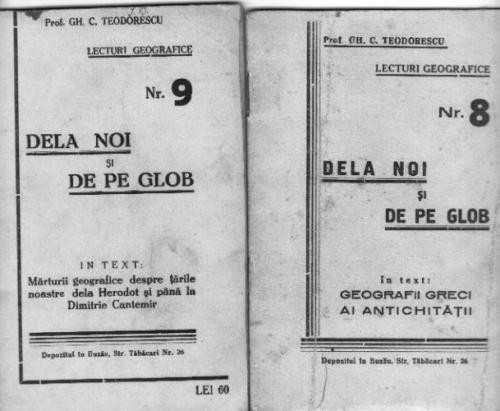 Prof. GH. C. TEODORESCU
LECTURI GEOGRAFICE
Nr. 9
DELA NOI
ȘI
DE PE GLOB
IN TEXT:
Mărturii geografice despre țările
noastre dela Herodot și până la
Dimitrie Cantemir
Depozitul în Buzău, Str. Tăbăcari Nr. 26
LEI 60
Prof. GH. C. TEODORESCU
LECTURI GEOGRAFICE
Nr. 8
DELA NOI
ȘI
DE PE GLOB
In text:
GEOGRAFII GRECI
AI ANTICHITĂȚII
Depozitul în Buzău, Str. Tăbăcari Nr. 26